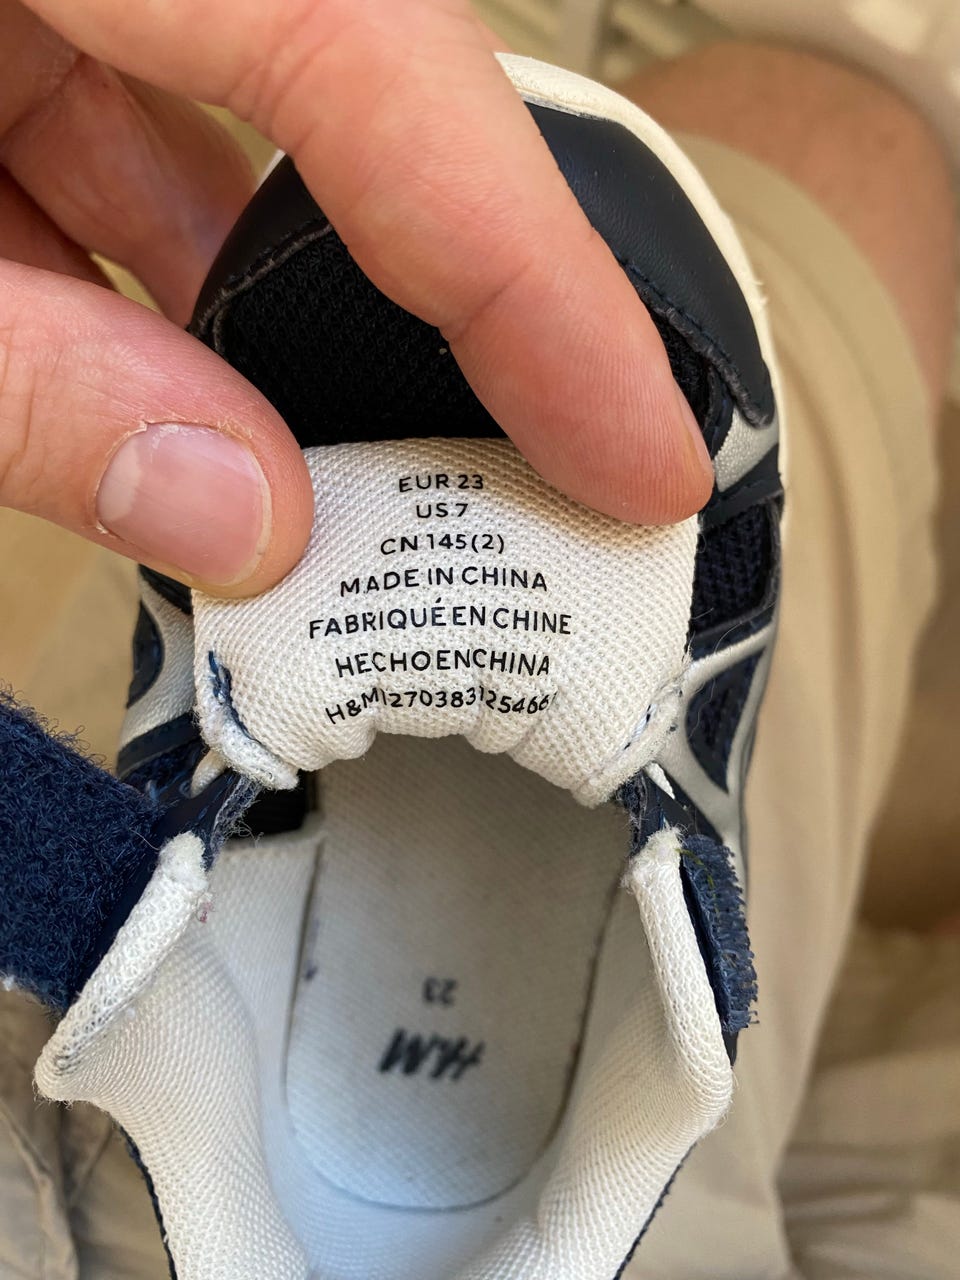 EUR 23
US 7
CN 145(2)
MADE IN CHINA
FABRIQUÉ EN CHINE
HECHO EN CHINA
23
H&M